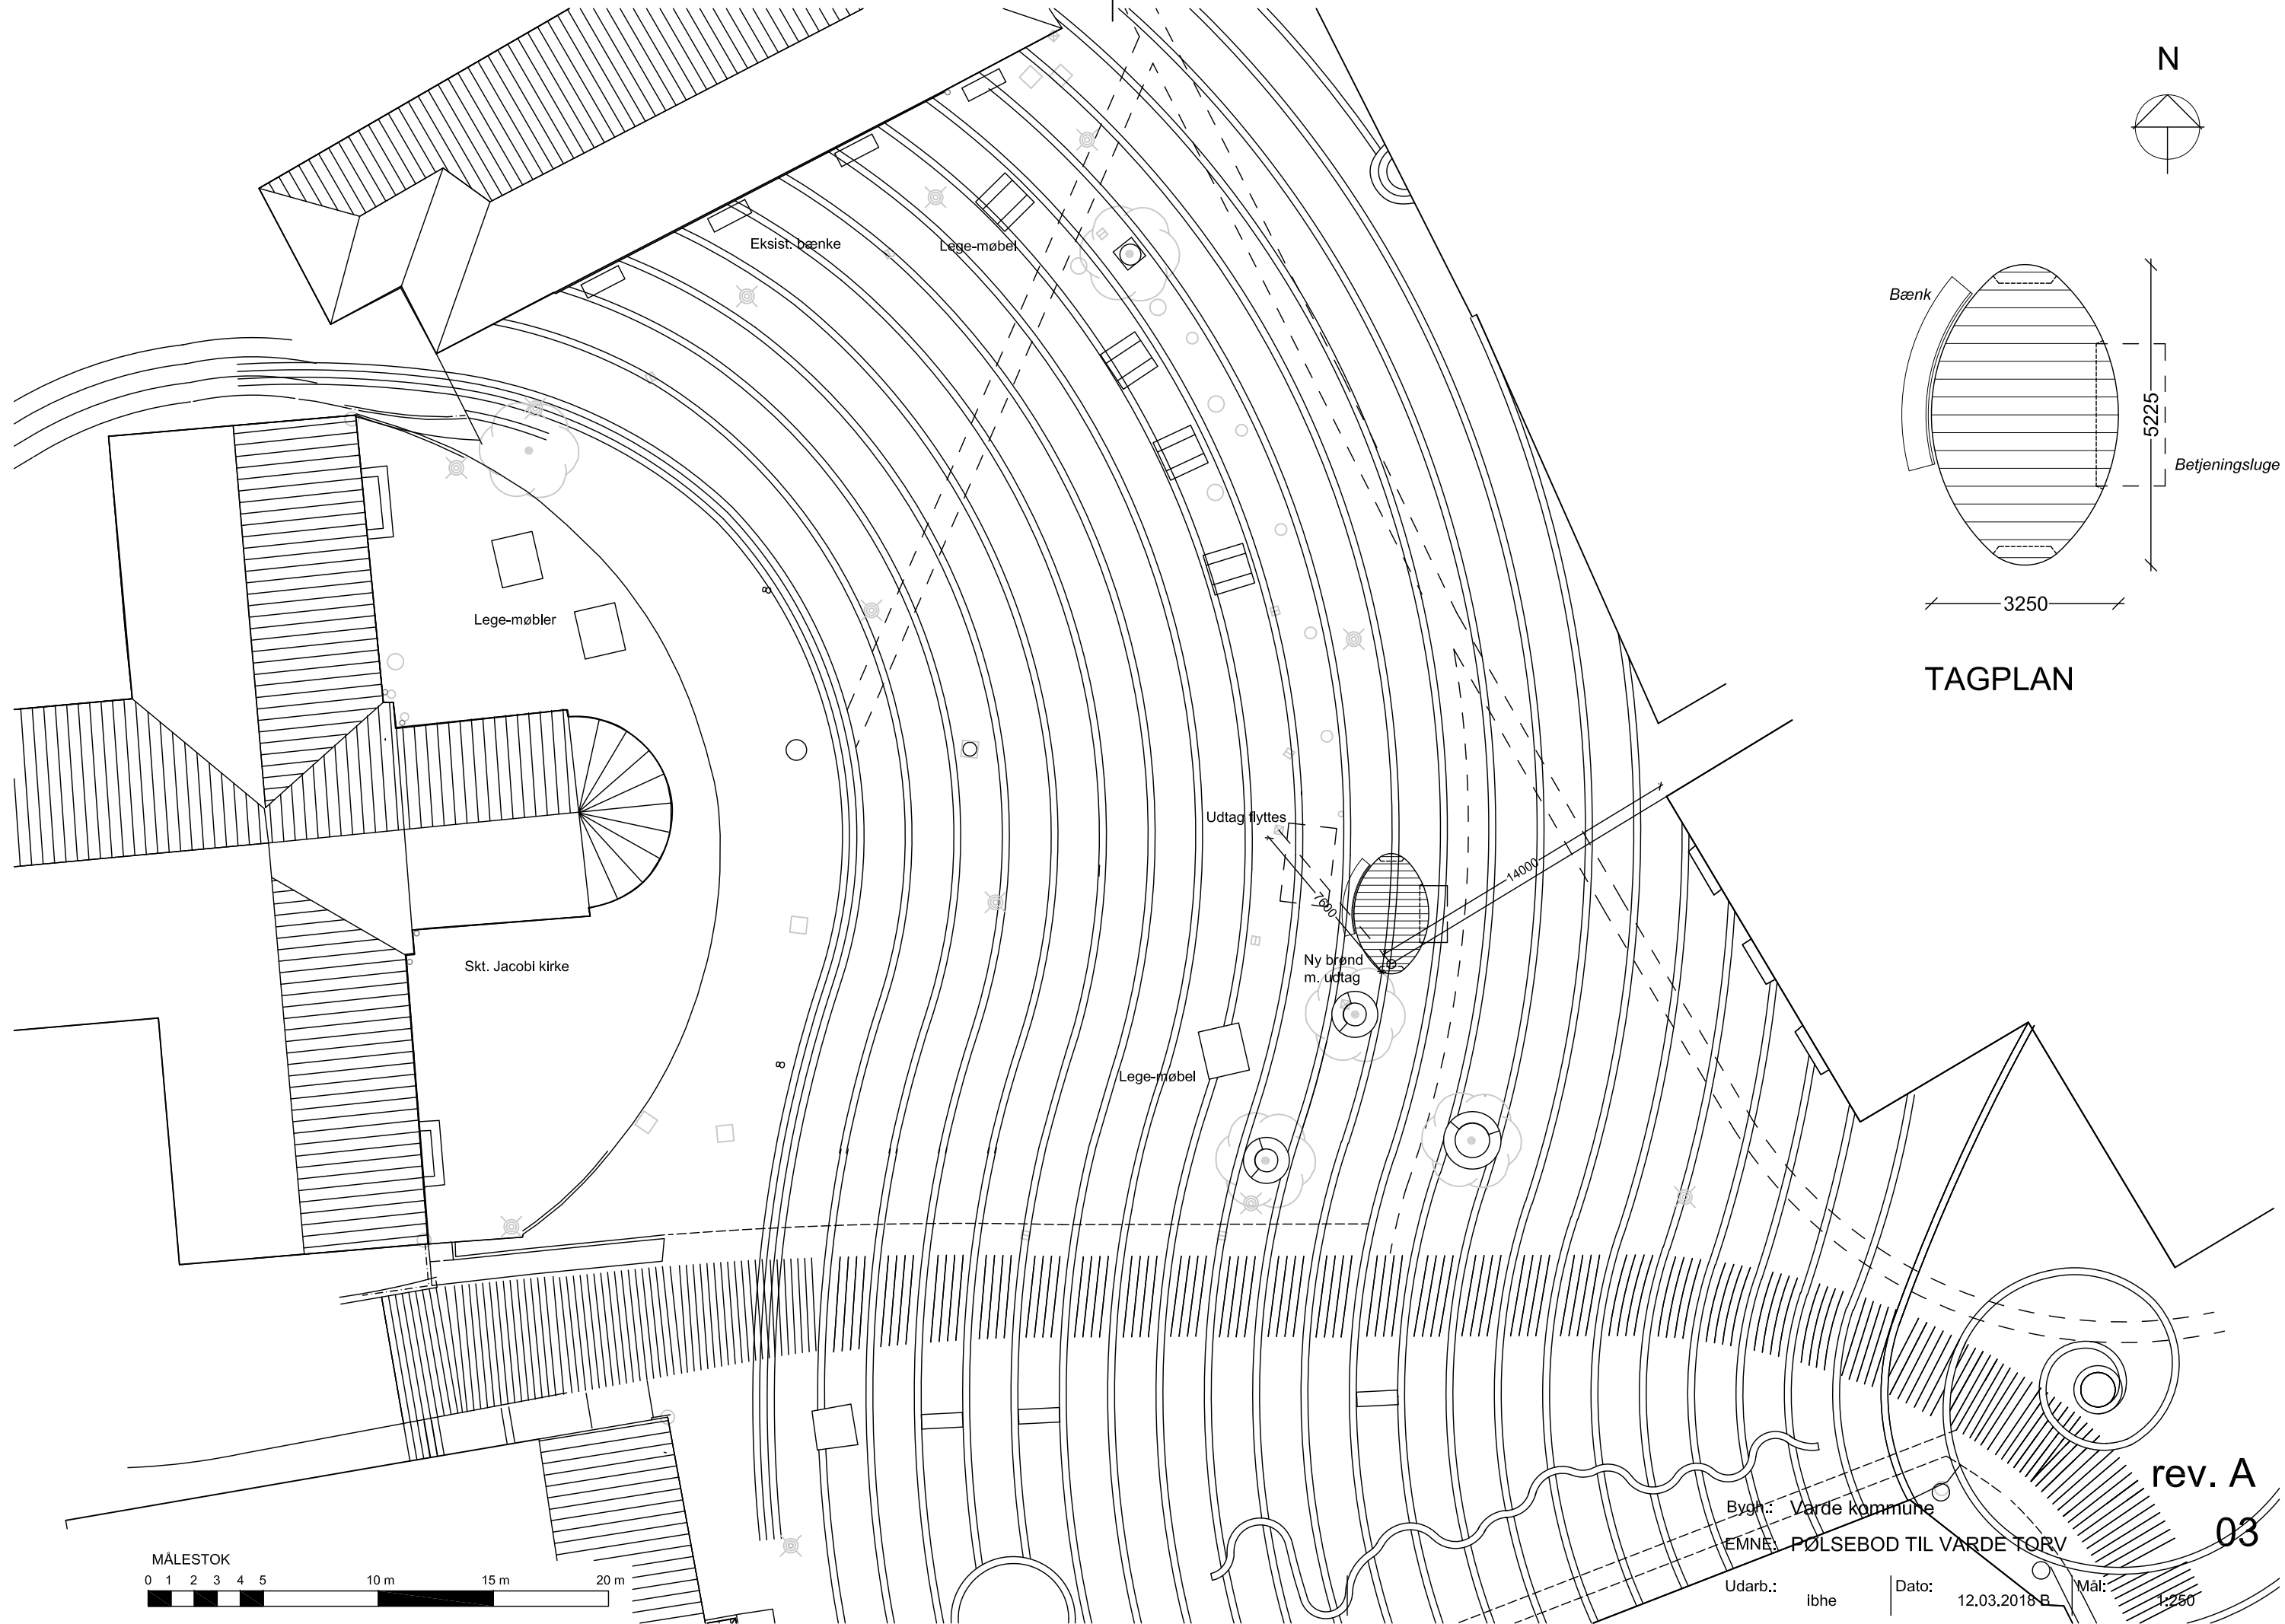 N
Eksist. bænke
Lege-møbel
Bænk
5225
Betjeningsluge
3250
TAGPLAN
8
Lege-møbler
Udtag flyttes
14000
7600
Skt. Jacobi kirke
Ny brønd
m. udtag
8
Lege-møbel
rev. A
Bygh.: Varde kommune
03
EMNE: PØLSEBOD TIL VARDE TORV
MÅLESTOK
0 1 2 3 4 5 10 m 15 m 20 m
Udarb.: ibhe Dato: 12.03.2018 B Mål: 1:250